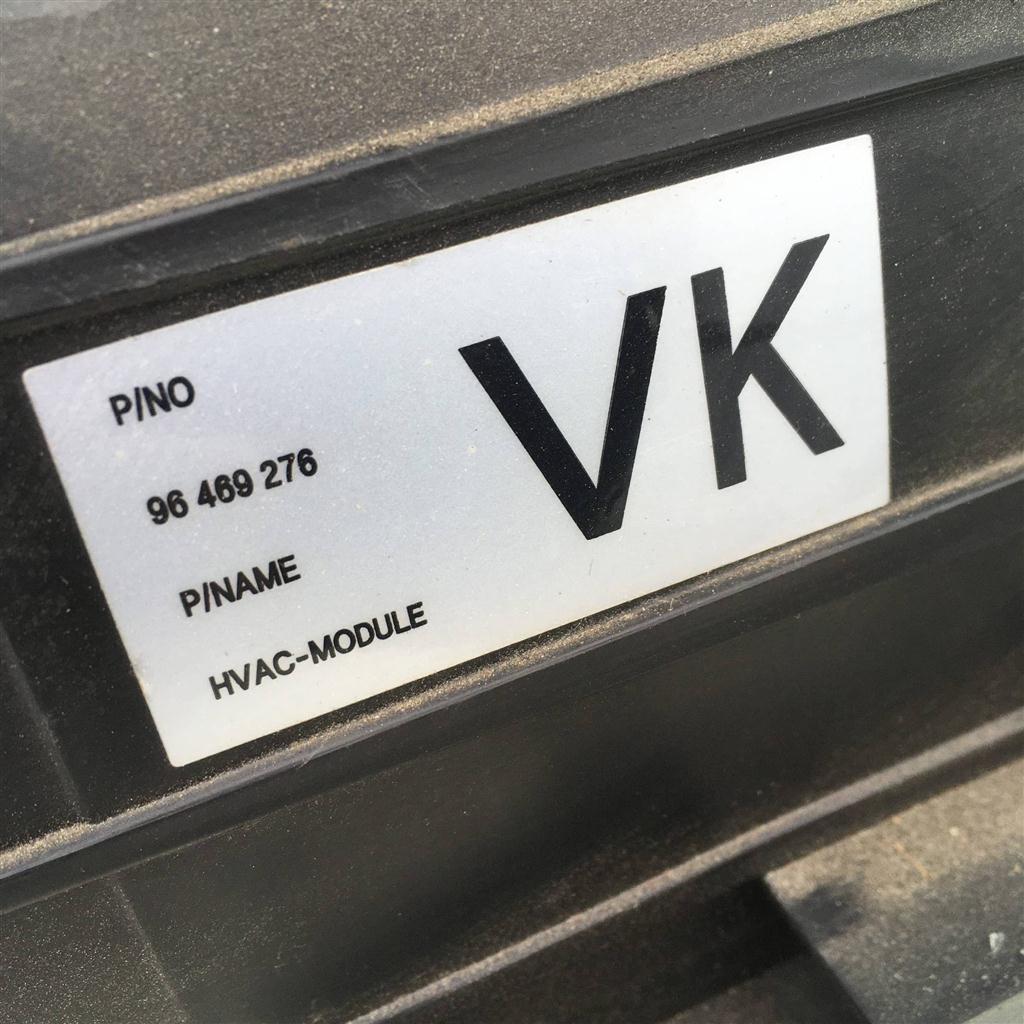 P/NO
96 469 276
P/NAME
HVAC-MODULE
VK